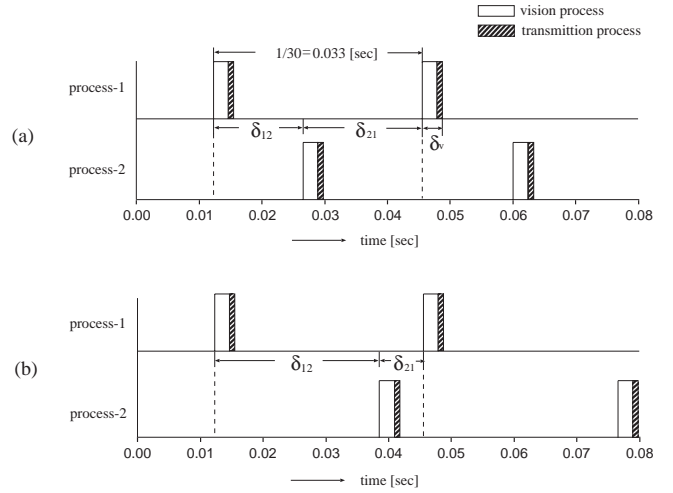 vision process
transmittion process
1/30=0.033 [sec]
process-1
(a)
δ12
δ21
δv
process-2
0.00 0.01 0.02 0.03 0.04 0.05 0.06 0.07 0.08
time [sec]
process-1
(b)
δ12
δ21
process-2
0.00 0.01 0.02 0.03 0.04 0.05 0.06 0.07 0.08
time [sec]